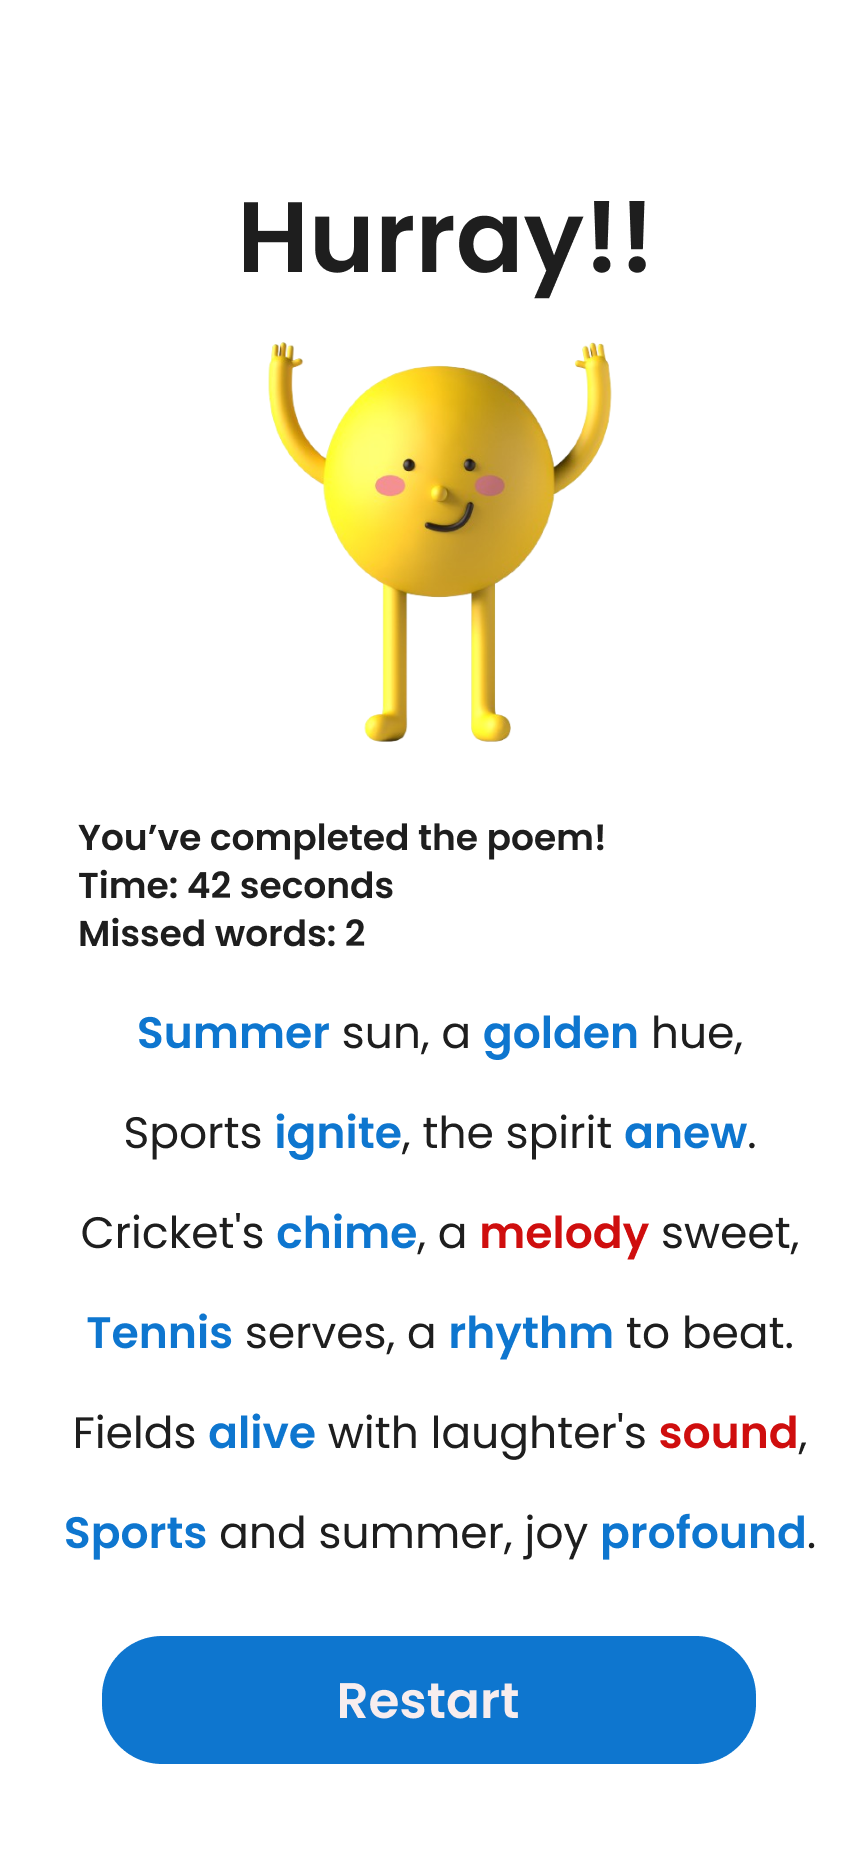 Hurray!!
You’ve completed the poem!
Time: 42 seconds
Missed words: 2
Summer sun, a golden hue,
Sports ignite, the spirit anew.
Cricket's chime, a melody sweet,
Tennis serves, a rhythm to beat.
Fields alive with laughter's sound,
Sports and summer, joy profound.
Restart